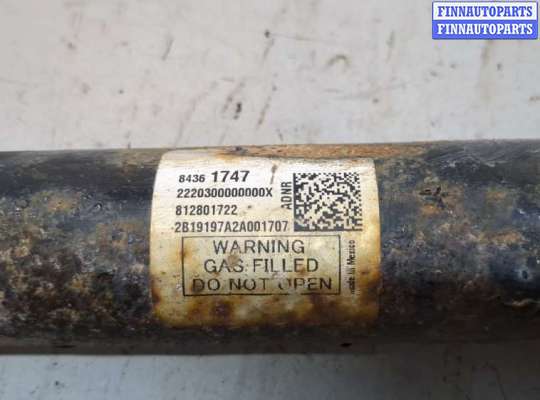 FINNAUTOPARTS
FINNAUTOPARTS
8436 1747
2220300000000X
812801722
2B19197A2A001707
ADNR
WARNING
GAS FILLED
DO NOT OPEN
made in Mexico